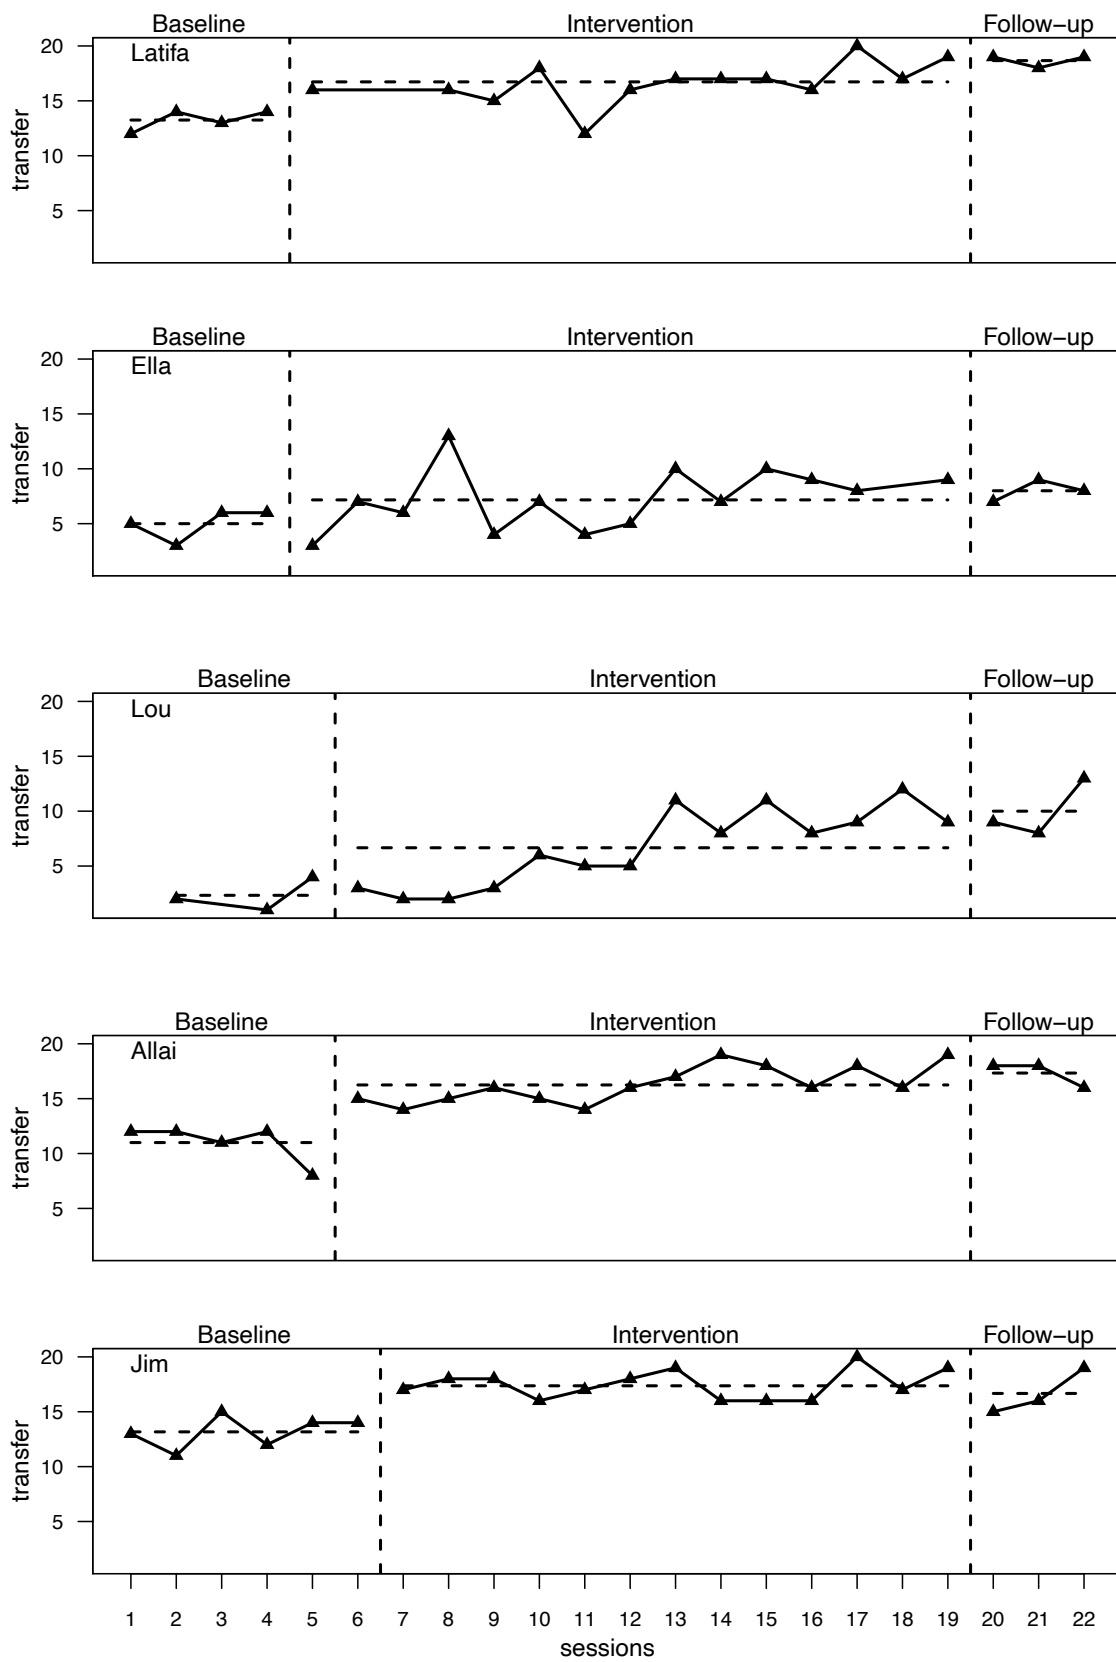 Baseline Intervention Follow−up
Latifa
20
15
10
5
transfer
Baseline Intervention Follow−up
Ella
20
15
10
5
transfer
Baseline Intervention Follow−up
Lou
20
15
10
5
transfer
Baseline Intervention Follow−up
Allai
20
15
10
5
transfer
Baseline Intervention Follow−up
Jim
20
15
10
5
transfer
1 2 3 4 5 6 7 8 9 10 11 12 13 14 15 16 17 18 19 20 21 22
sessions